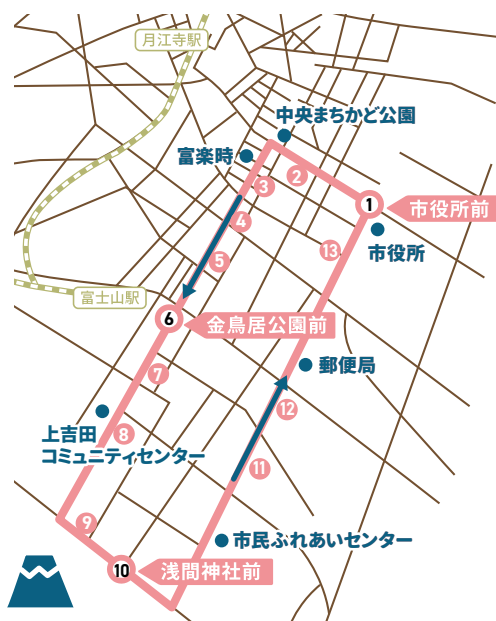 月江寺駅
中央まちかど公園
富楽時
3
2
1
市役所前
4
市役所
13
5
富士山駅
6
金鳥居公園前
郵便局
7
12
8
上吉田
コミュニティセンター
11
9
市民ふれあいセンター
10
浅間神社前